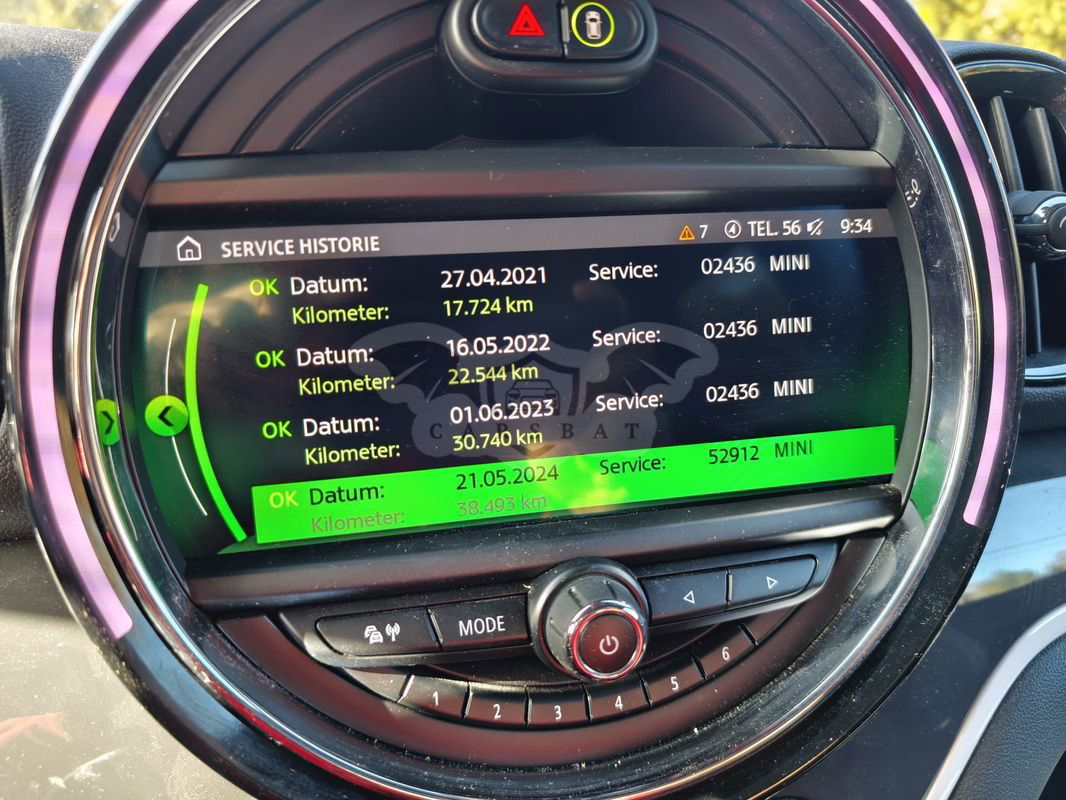 SERVICE HISTORIE 7 TEL. 56 9:34
OK Datum: 27.04.2021 Service: 02436 MINI
Kilometer: 17.724 km
OK Datum: 16.05.2022 Service: 02436 MINI
Kilometer: 22.544 km
OK Datum: 01.06.2023 Service: 02436 MINI
CARSBAT
Kilometer: 30.740 km
OK Datum: 21.05.2024 Service: 52912 MINI
Kilometer: 38.493 km
MODE
1 2 3 4 5 6